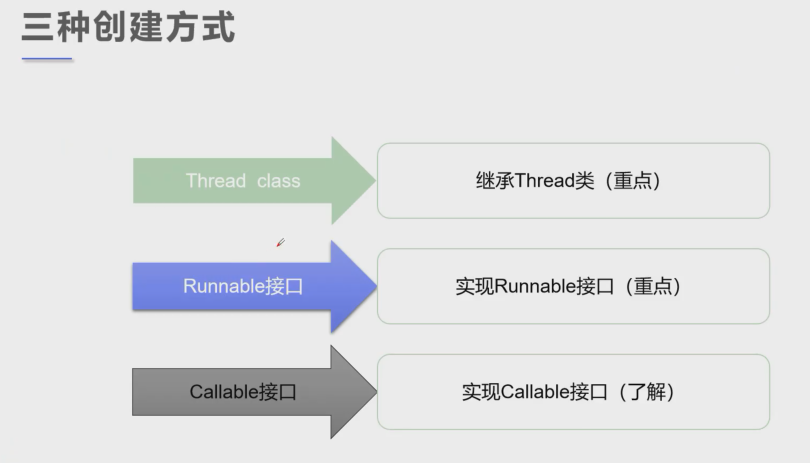 三种创建方式
Thread class
继承Thread类（重点）
Runnable接口
实现Runnable接口（重点）
Callable接口
实现Callable接口（了解）